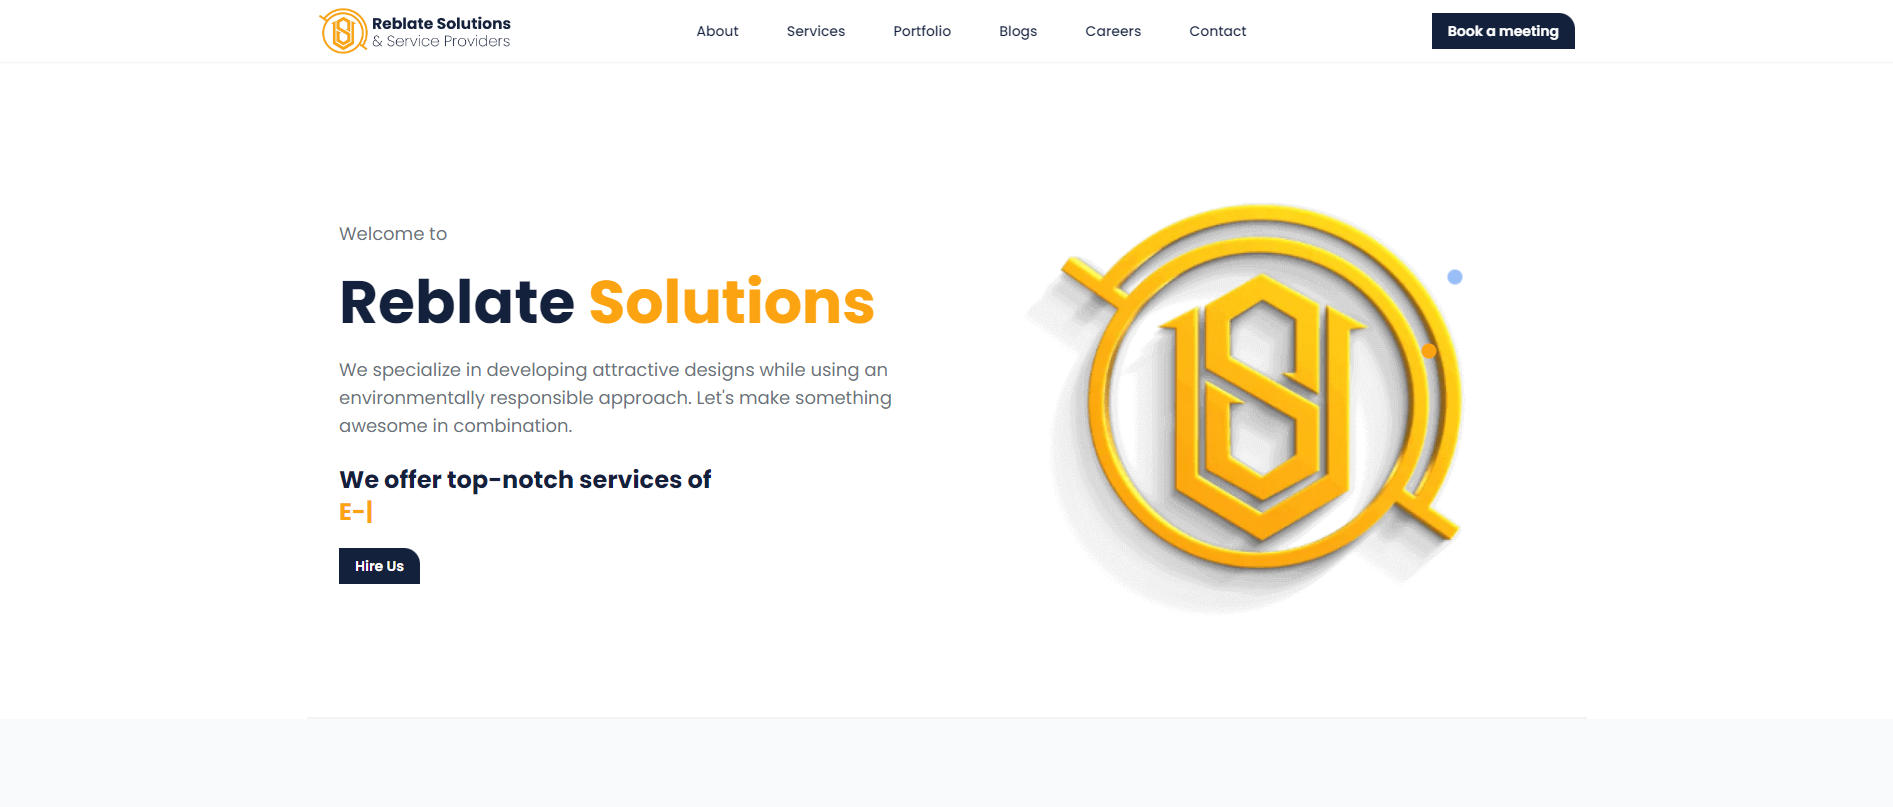 Reblate Solutions
& Service Providers
About Services Portfolio Blogs Careers Contact
Book a meeting
Welcome to
Reblate Solutions
We specialize in developing attractive designs while using an
environmentally responsible approach. Let's make something
awesome in combination.
We offer top-notch services of
E-|
Hire Us